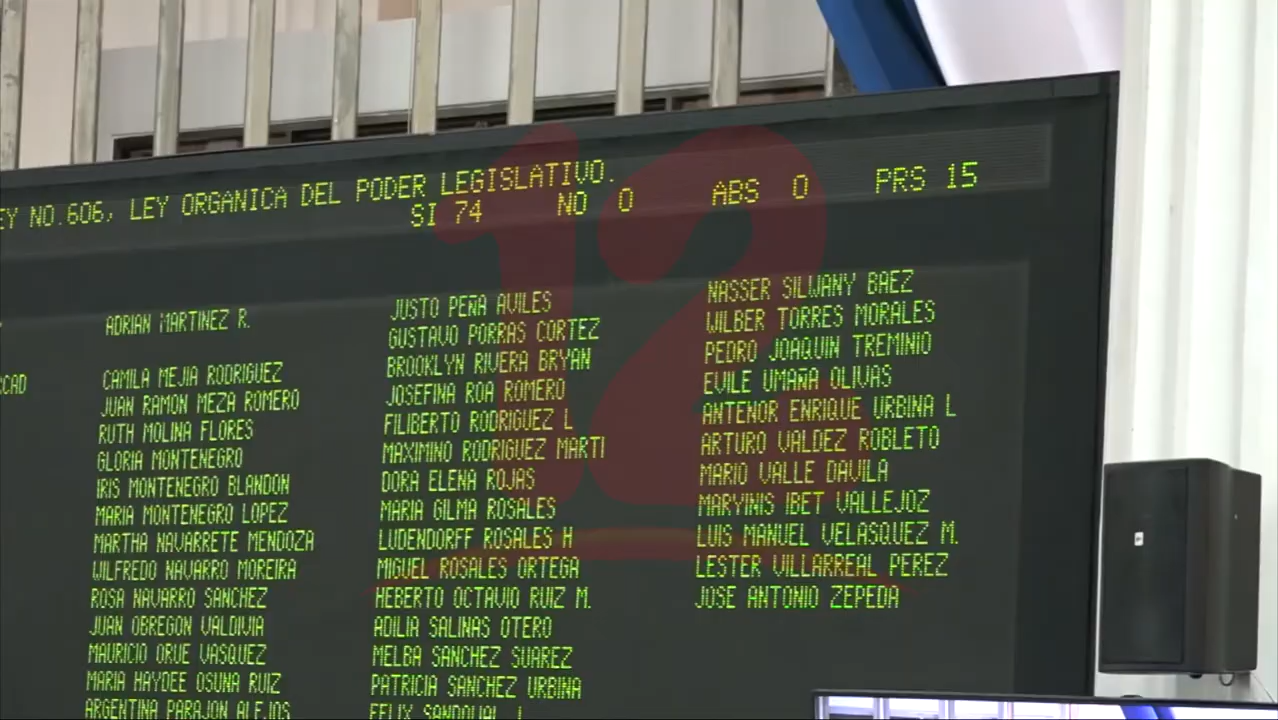 EY NO.606, LEY ORGANICA DEL PODER LEGISLATIVO.
SI 74 NO 0 ABS 0 PRS 15
ADRIAN MARTINEZ R.
CAMILA MEJIA RODRIGUEZ
JUAN RAMON MEZA ROMERO
RUTH MOLINA FLORES
GLORIA MONTENEGRO
IRIS MONTENEGRO BLANDON
MARIA MONTENEGRO LOPEZ
MARTHA NAVARRETE MENDOZA
WILFREDO NAVARRO MOREIRA
ROSA NAVARRO SANCHEZ
JUAN OBREGON VALDIVIA
MAURICIO ORUE VASQUEZ
MARIA HAYDEE OSUNA RUIZ
ARGENTINA PARAJON ALEJOS
JUSTO PEÑA AVILES
GUSTAVO PORRAS CORTEZ
BROOKLYN RIVERA BRYAN
JOSEFINA ROA ROMERO
FILIBERTO RODRIGUEZ L
MAXIMINO RODRIGUEZ MARTI
DORA ELENA ROJAS
MARIA GILMA ROSALES
LUDENDORFF ROSALES H
MIGUEL ROSALES ORTEGA
HEBERTO OCTAVIO RUIZ M.
ADILIA SALINAS OTERO
MELBA SANCHEZ SUAREZ
PATRICIA SANCHEZ URBINA
FELIX SANDOVAL J
NASSER SILWANY BAEZ
WILBER TORRES MORALES
PEDRO JOAQUIN TREMINIO
EVILE UMAÑA OLIVAS
ANTENOR ENRIQUE URBINA L
ARTURO VALDEZ ROBLETO
MARIO VALLE DAVILA
MARYINIS IBET VALLEJOZ
LUIS MANUEL VELASQUEZ M.
LESTER VILLARREAL PEREZ
JOSE ANTONIO ZEPEDA
12